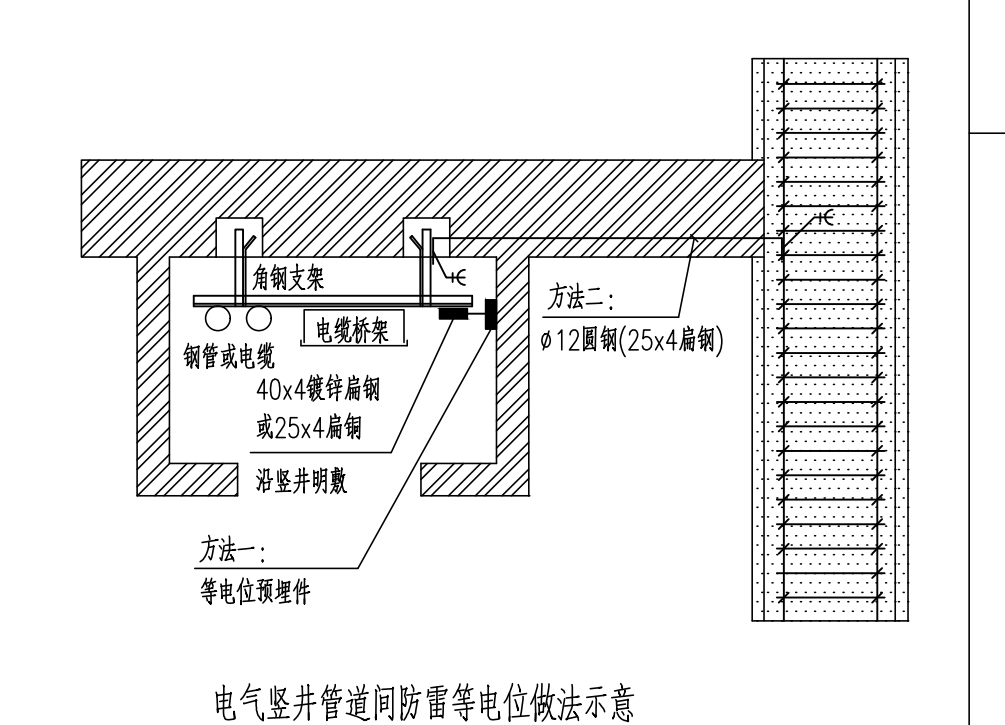 角钢支架
电缆桥架
钢管或电缆
40x4镀锌扁钢
或25x4扁铜
沿竖井明敷
方法一：
等电位预埋件
方法二：
φ12圆钢(25x4扁钢)
电气竖井管道间防雷等电位做法示意